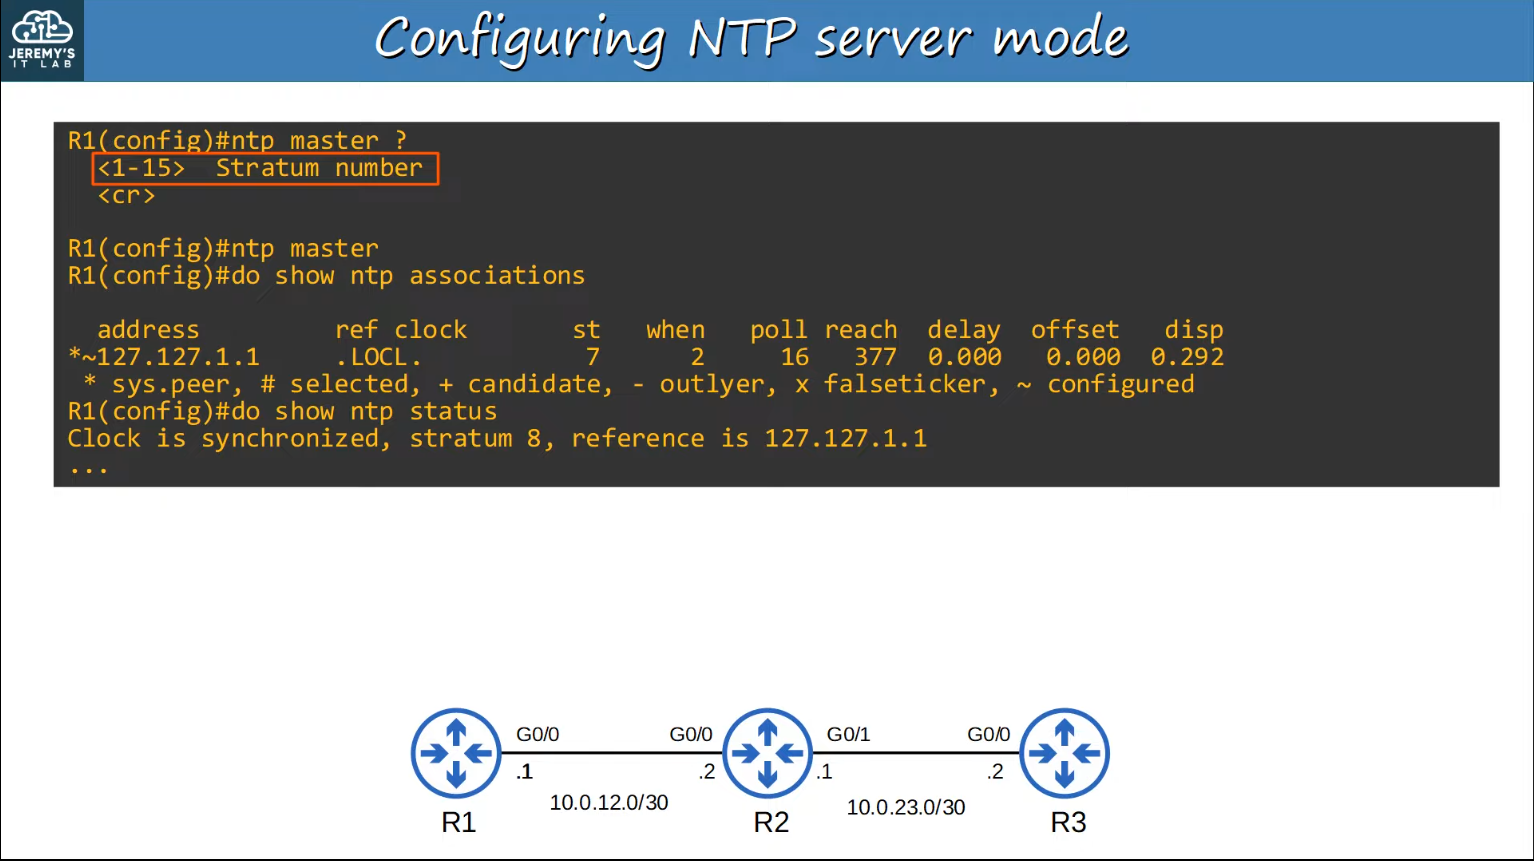 JEREMY'S
IT LAB
Configuring NTP server mode
R1(config)#ntp master ?
<1-15> Stratum number
<cr>
R1(config)#ntp master
R1(config)#do show ntp associations
address ref clock st when poll reach delay offset disp
*~127.127.1.1 .LOCL. 7 2 16 377 0.000 0.000 0.292
* sys.peer, # selected, + candidate, - outlyer, x falseticker, ~ configured
R1(config)#do show ntp status
Clock is synchronized, stratum 8, reference is 127.127.1.1
...
G0/0 G0/0 G0/1 G0/0
.1 .2 .1 .2
10.0.12.0/30 10.0.23.0/30
R1 R2 R3